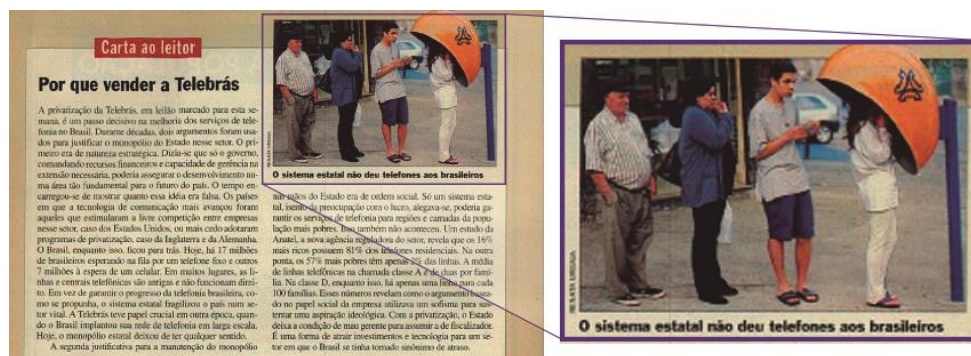 Carta ao leitor
Por que vender a Telebrás
A privatização da Telebrás, em leilão marcado para esta se-
mana, é um passo decisivo na melhoria dos serviços de tele-
fonia no Brasil. Durante décadas, dois argumentos foram usa-
dos para justificar o monopólio do Estado nesse setor. O pri-
meiro era de natureza estratégica. Dizia-se que só o governo,
comandando recursos financeiros e capacidade de gerência na
extensão necessária, poderia assegurar o desenvolvimento nu-
ma área tão fundamental para o futuro do país. O tempo en-
carregou-se de mostrar quanto essa idéia era falsa. Os países
em que a tecnologia de comunicação mais avançou foram
aqueles que estimularam a livre competição entre empresas
nesse setor, caso dos Estados Unidos, ou mais cedo adotaram
programas de privatização, caso da Inglaterra e da Alemanha.
O Brasil, enquanto isso, ficou para trás. Hoje, há 17 milhões
de brasileiros esperando na fila por um telefone fixo e outros
7 milhões à espera de um celular. Em muitos lugares, as li-
nhas e centrais telefônicas são antigas e não funcionam direi-
to. Em vez de garantir o progresso da telefonia brasileira, co-
mo se propunha, o sistema estatal fragilizou o país num se-
tor vital. A Telebrás teve papel crucial em outra época, quan-
do o Brasil implantou sua rede de telefonia em larga escala.
Hoje, o monopólio estatal deixou de ter qualquer sentido.
A segunda justificativa para a manutenção do monopólio
O sistema estatal não deu telefones aos brasileiros
nas mãos do Estado era de ordem social. Só um sistema esta-
tal, isento da preocupação com o lucro, alegava-se, poderia ga-
rantir os serviços de telefonia para regiões e camadas da popu-
lação mais pobres. Isso também não aconteceu. Um estudo da
Anatel, a nova agência reguladora do setor, revela que os 16%
mais ricos possuem 81% dos telefones residenciais. Na outra
ponta, os 57% mais pobres têm apenas 2% das linhas. A média
de linhas telefônicas na chamada classe A é de duas por famí-
lia. Na classe D, enquanto isso, há apenas uma linha para cada
100 famílias. Esses números revelam como o argumento basea-
do no papel social da empresa utilizava um sofisma para sus-
tentar uma aspiração ideológica. Com a privatização, o Estado
deixa a condição de mau gerente para assumir a de fiscalizador.
É uma forma de atrair investimentos e tecnologia para um se-
tor em que o Brasil se tinha tornado sinônimo de atraso.
O sistema estatal não deu telefones aos brasileiros